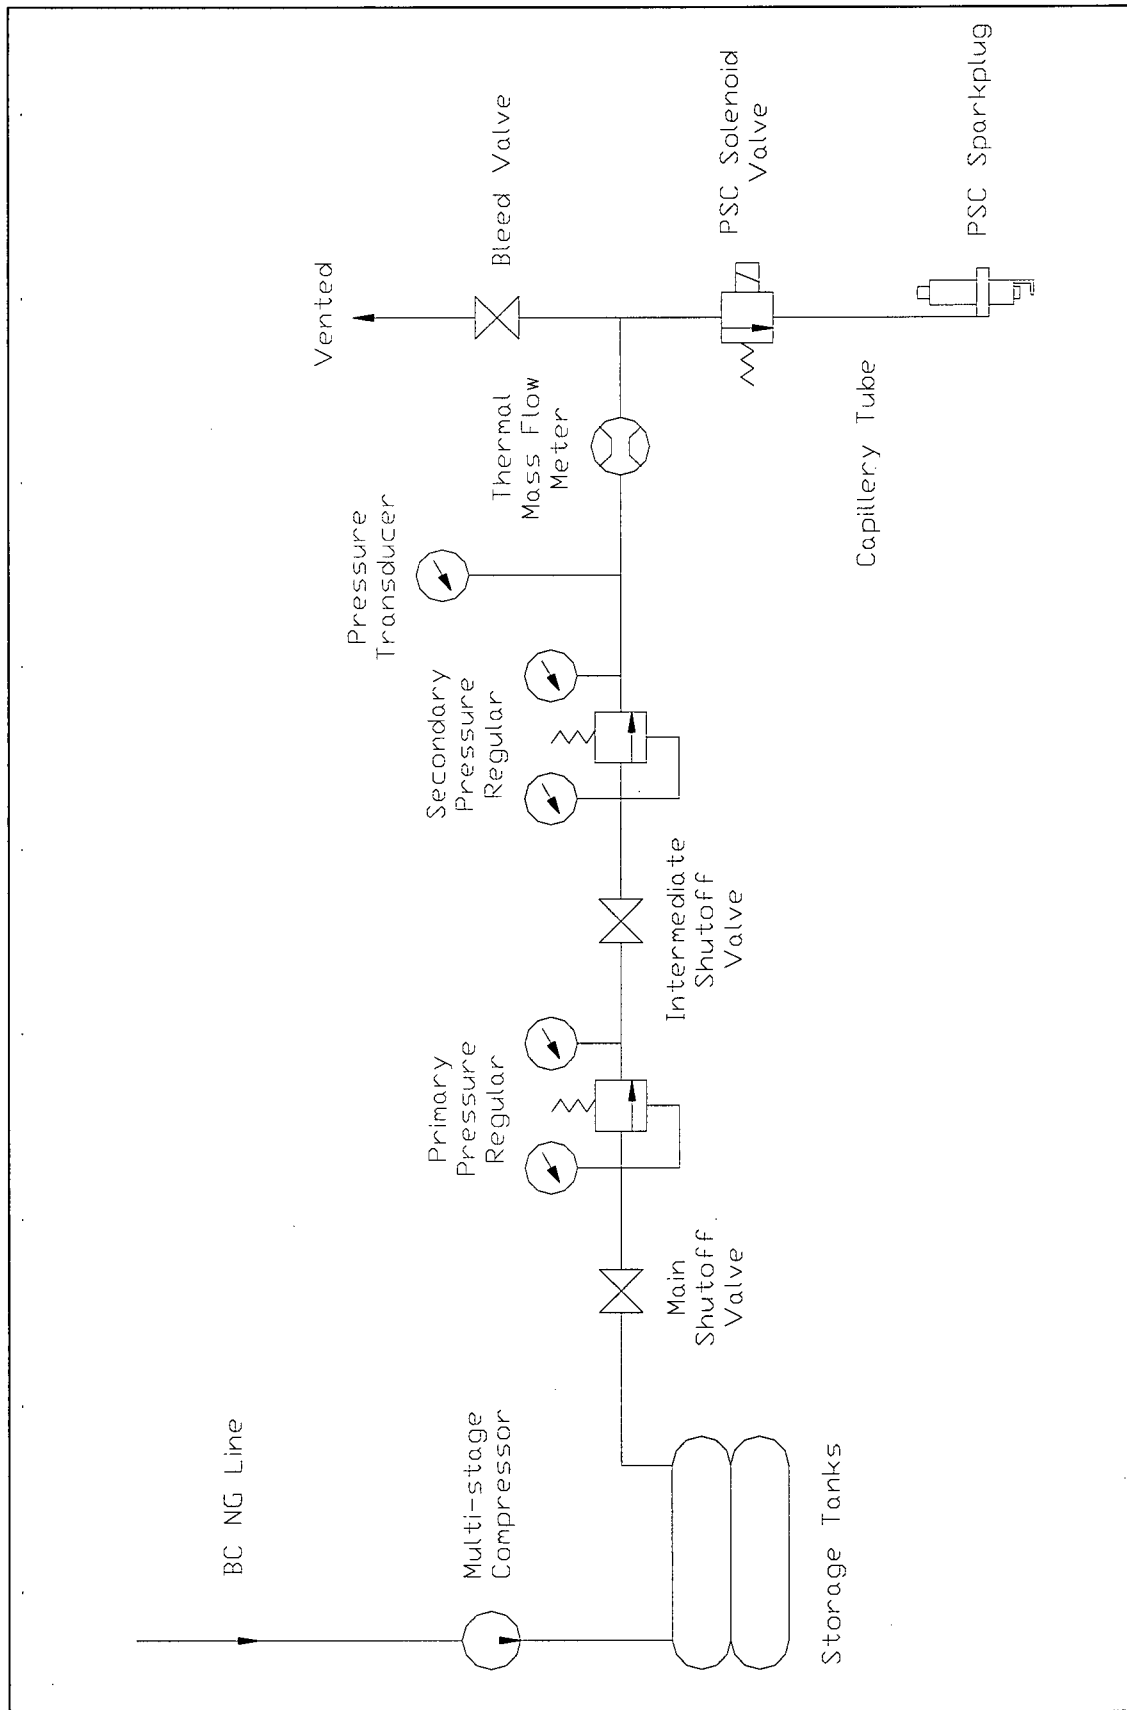 BC NG Line
Multi-stage
Compressor
Storage Tanks
Main
Shutoff
Valve
Primary
Pressure
Regular
Intermediate
Shutoff
Valve
Secondary
Pressure
Regular
Pressure
Transducer
Thermal
Mass Flow
Meter
Vented
Bleed Valve
PSC Solenoid
Valve
Capillery Tube
PSC Sparkplug